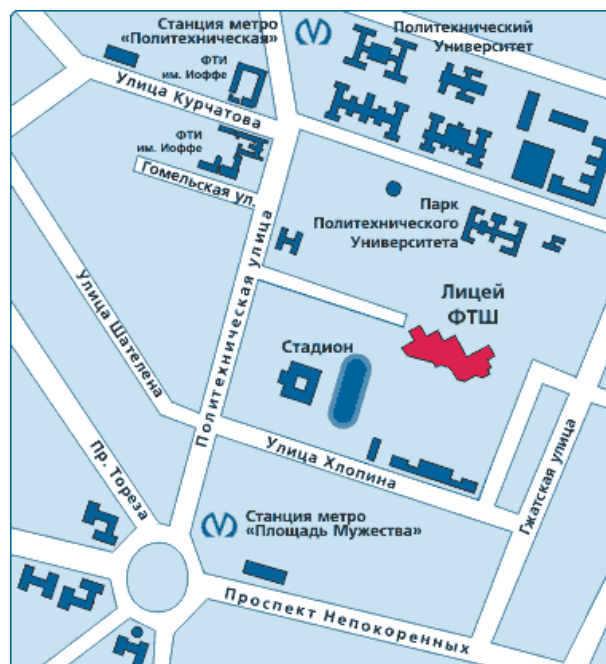 Станция метро
«Политехническая»
Политехнический
Университет
ФТИ
им. Иоффе
Улица Курчатова
ФТИ
им. Иоффе
Гомельская ул.
Парк
Политехнического
Университета
Политехническая улица
Лицей
ФТШ
Улица Шателена
Стадион
Улица Хлопина
Гжатская улица
Пр. Тореза
Станция метро
«Площадь Мужества»
Проспект Непокоренных